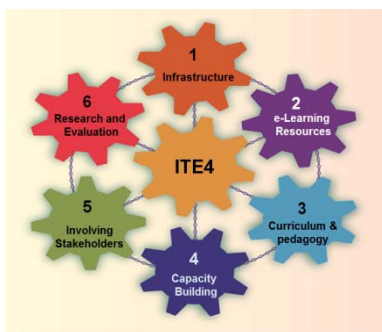 1
Infrastructure
2
e-Learning
Resources
3
Curriculum &
pedagogy
4
Capacity
Building
5
Involving
Stakeholders
6
Research and
Evaluation
ITE4